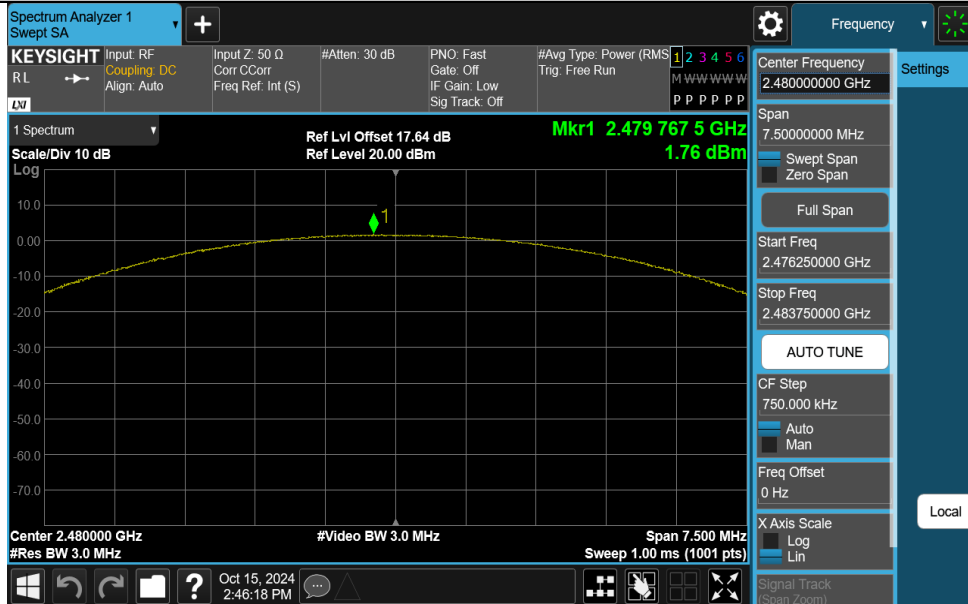 Spectrum Analyzer 1
Swept SA
+
Frequency
KEYSIGHT
R L
LXI
Input: RF
Coupling: DC
Align: Auto
Input Z: 50 Ω
Corr CCorr
Freq Ref: Int (S)
#Atten: 30 dB
PNO: Fast
Gate: Off
IF Gain: Low
Sig Track: Off
#Avg Type: Power (RMS
Trig: Free Run
1 2 3 4 5 6
M W W W W W
P P P P P P
1 Spectrum
Scale/Div 10 dB
Ref Lvl Offset 17.64 dB
Ref Level 20.00 dBm
Mkr1 2.479 767 5 GHz
1.76 dBm
Log
10.0
0.00
-10.0
-20.0
-30.0
-40.0
-50.0
-60.0
-70.0
1
Center 2.480000 GHz
#Res BW 3.0 MHz
#Video BW 3.0 MHz
Span 7.500 MHz
Sweep 1.00 ms (1001 pts)
?
Oct 15, 2024
2:46:18 PM
Center Frequency
2.480000000 GHz
Span
7.50000000 MHz
Swept Span
Zero Span
Full Span
Start Freq
2.476250000 GHz
Stop Freq
2.483750000 GHz
AUTO TUNE
CF Step
750.000 kHz
Auto
Man
Freq Offset
0 Hz
X Axis Scale
Log
Lin
Signal Track
(Span Zoom)
Settings
Local